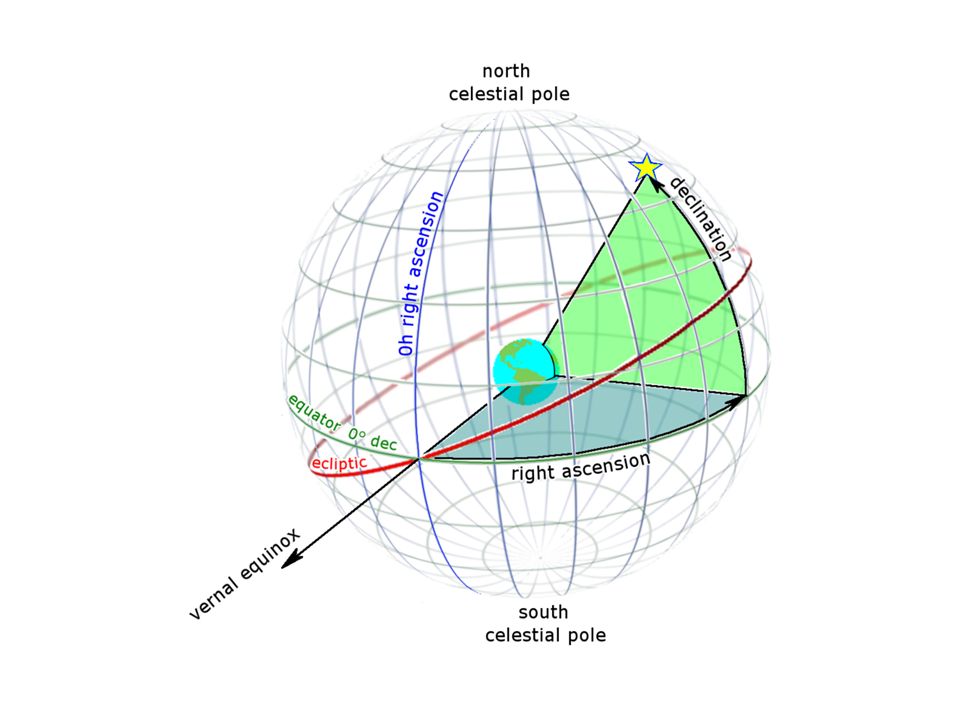 north
celestial pole
declination
0h right ascension
equator 0° dec
ecliptic
right ascension
vernal equinox
south
celestial pole